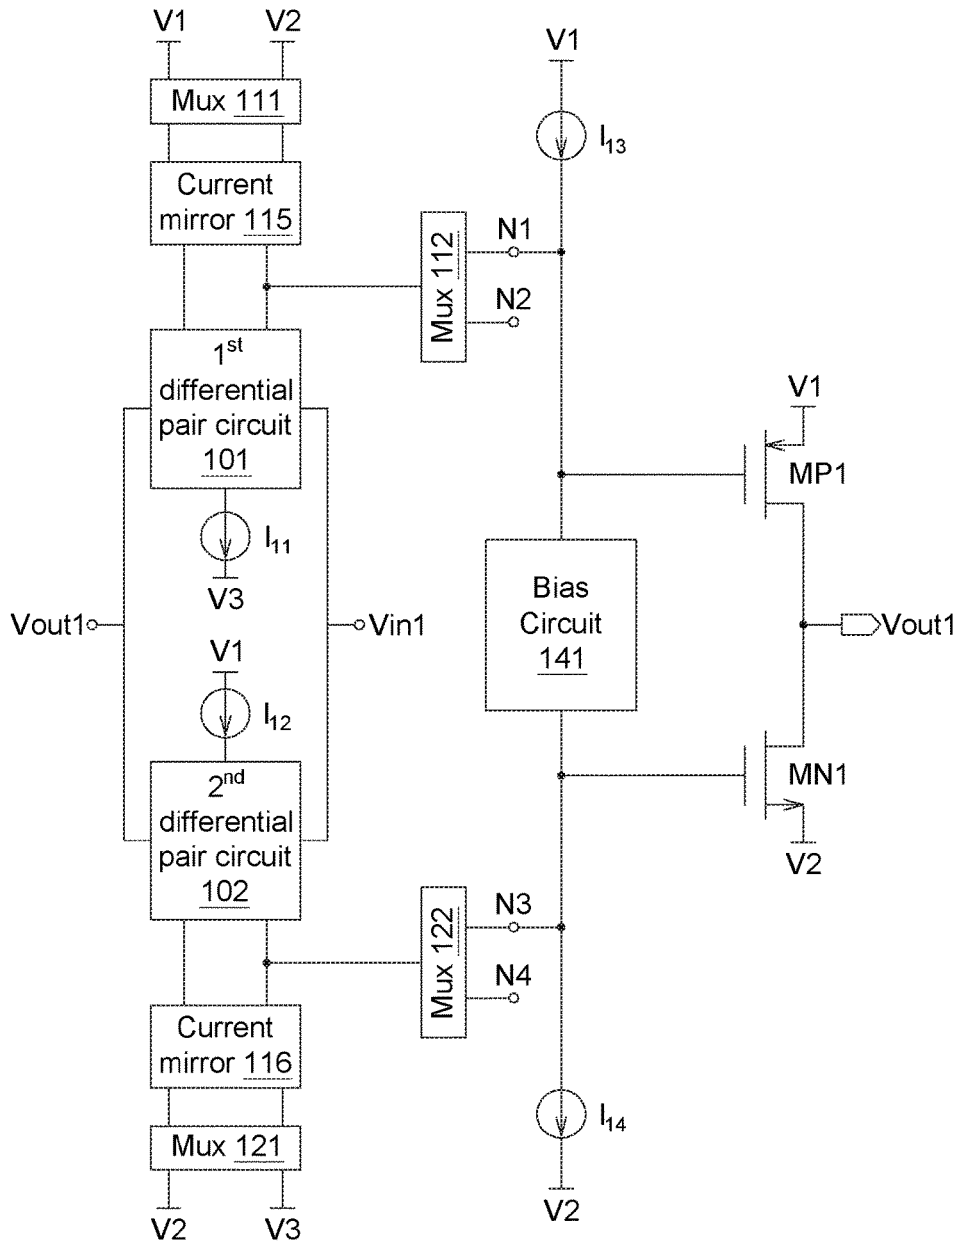 V1 V2
Mux 111
Current
mirror 115
V1
I13
Mux 112
N1
N2
1st
differential
pair circuit
101
I11
V3
V1
MP1
Vout1
Vin1
Bias
Circuit
141
Vout1
V1
I12
2nd
differential
pair circuit
102
MN1
V2
Mux 122
N3
N4
Current
mirror 116
Mux 121
V2 V3
I14
V2